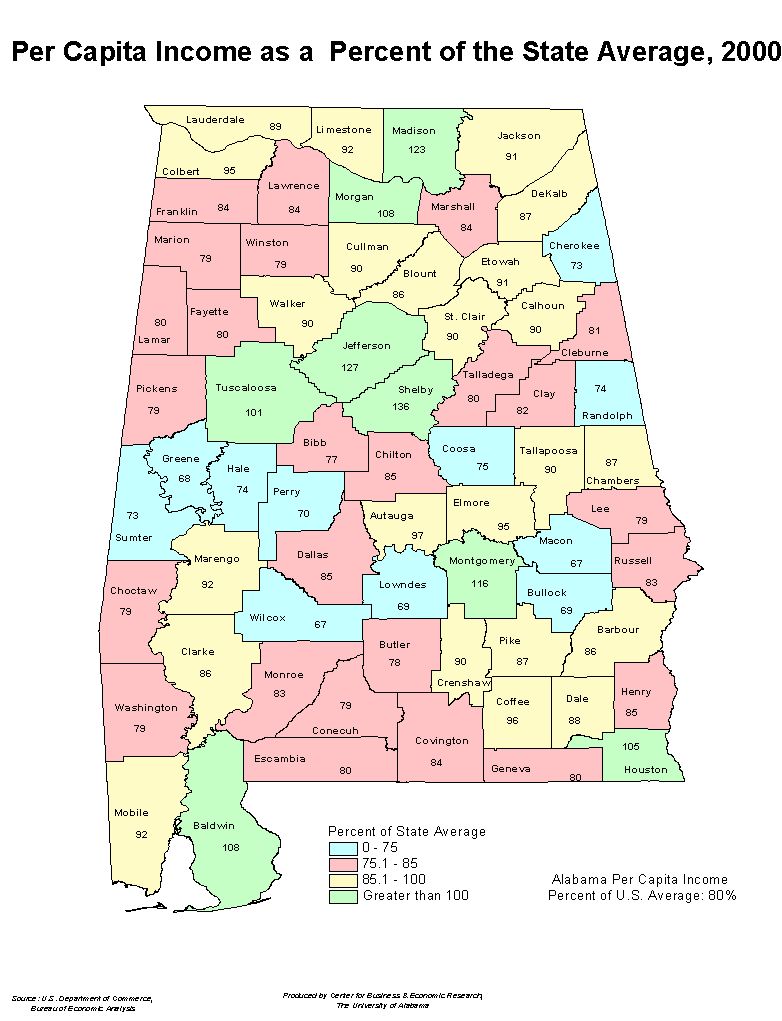 Per Capita Income as a Percent of the State Average, 2000
Lauderdale
89
Limestone
92
Madison
123
Jackson
91
Colbert 95
Lawrence
84
Morgan
108
Marshall
84
DeKalb
87
Franklin 84
Marion
79
Winston
79
Cullman
90
Blount
86
Etowah
91
Cherokee
73
80
Lamar
Fayette
80
Walker
90
Jefferson
127
St. Clair
90
Calhoun
90
81
Cleburne
Pickens
79
Tuscaloosa
101
Shelby
136
Talladega
80
Clay
82
74
Randolph
Greene
68
Hale
74
Bibb
77
Chilton
85
Coosa
75
Tallapoosa
90
87
Chambers
73
Sumter
Perry
70
Autauga
97
Elmore
95
Lee
79
Marengo
92
Dallas
85
Lowndes
69
Montgomery
116
Macon
67
Russell
83
Choctaw
79
Wilcox 67
Bullock
69
Clarke
86
Butler
78
90
Crenshaw
Pike
87
Barbour
86
Monroe
83
79
Conecuh
Washington
79
Covington
84
Coffee
96
Dale
88
Henry
85
Escambia
80
Geneva
80
105
Houston
Mobile
92
Baldwin
108
Percent of State Average
0 - 75
75.1 - 85
85.1 - 100
Greater than 100
Alabama Per Capita Income
Percent of U.S. Average: 80%
Source: U.S. Department of Commerce,
Bureau of Economic Analysis
Produced by Center for Business & Economic Research,
The University of Alabama